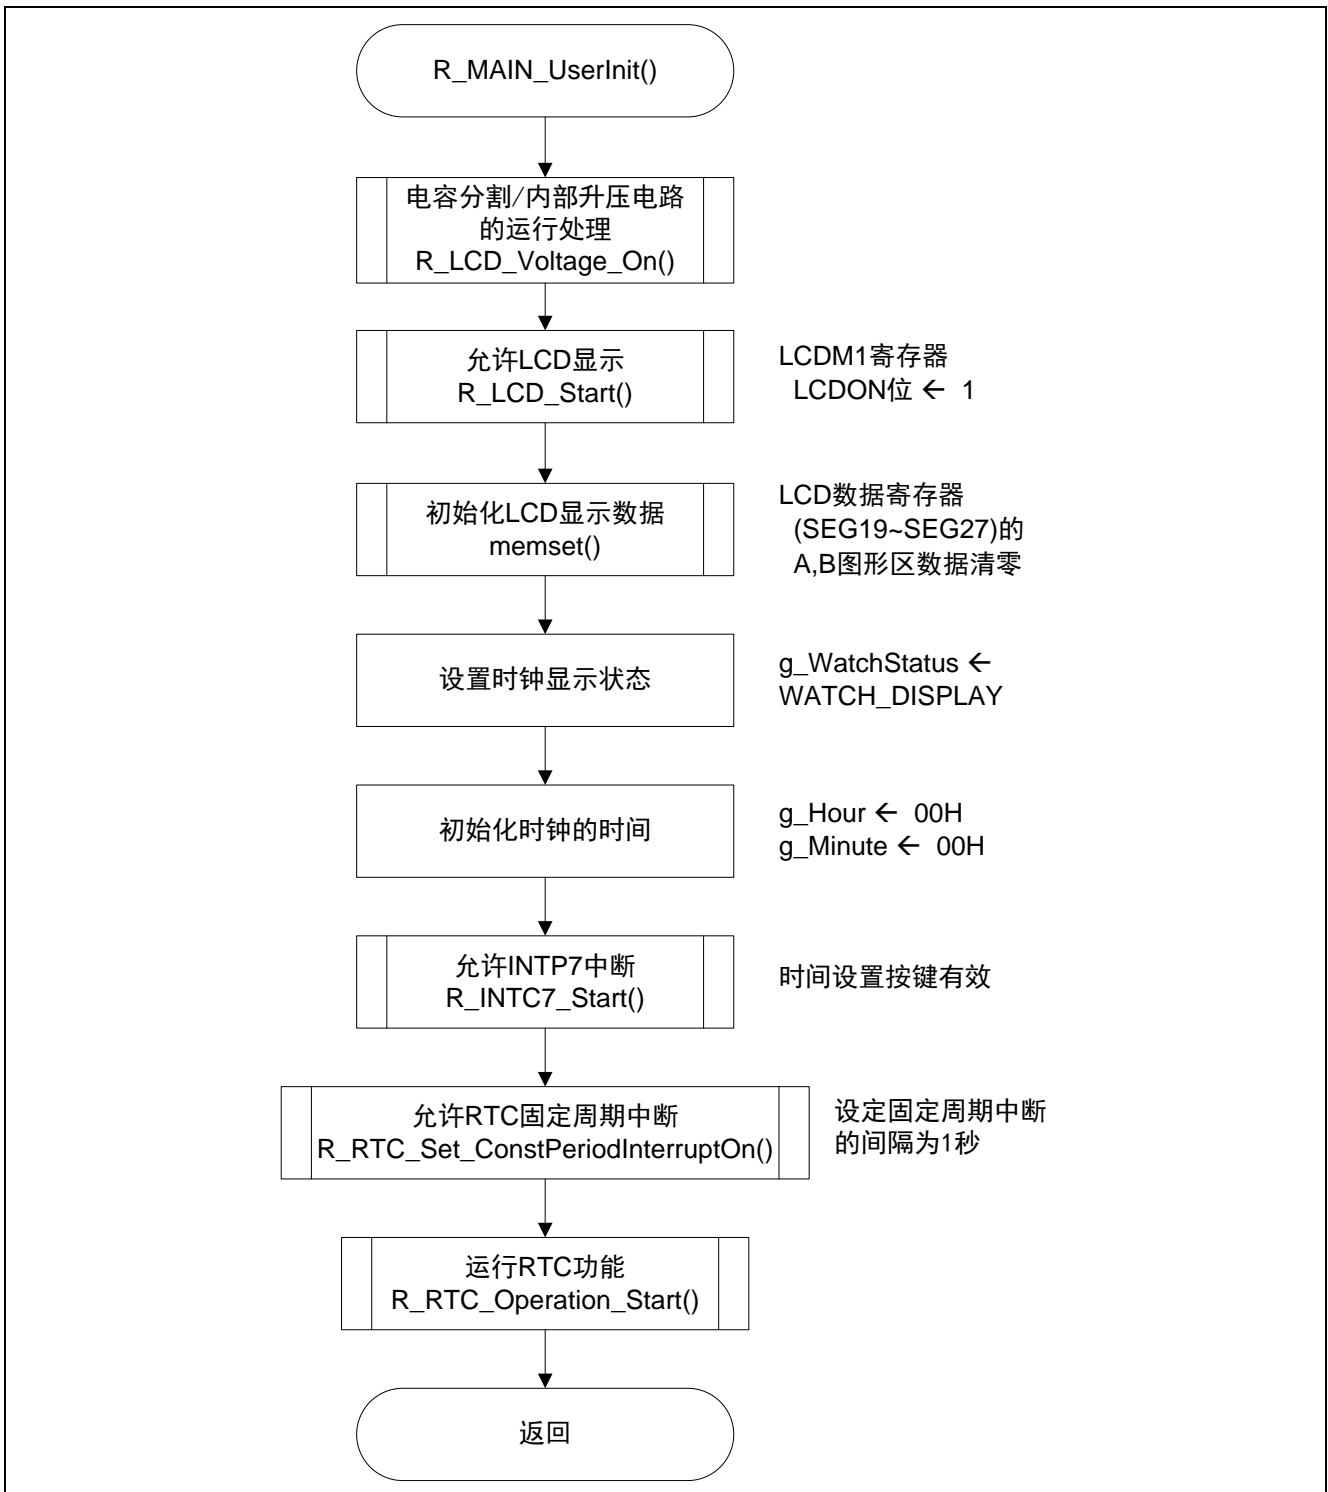 R_MAIN_UserInit()
电容分割/内部升压电路
的运行处理
R_LCD_Voltage_On()
允许LCD显示
R_LCD_Start()
LCDM1寄存器
LCDON位 ← 1
初始化LCD显示数据
memset()
LCD数据寄存器
(SEG19~SEG27)的
A,B图形区数据清零
设置时钟显示状态
g_WatchStatus ←
WATCH_DISPLAY
初始化时钟的时间
g_Hour ← 00H
g_Minute ← 00H
允许INTP7中断
R_INTC7_Start()
时间设置按键有效
允许RTC固定周期中断
R_RTC_Set_ConstPeriodInterruptOn()
设定固定周期中断
的间隔为1秒
运行RTC功能
R_RTC_Operation_Start()
返回